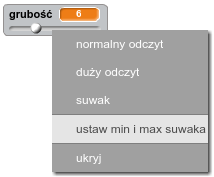 grubość 6
normalny odczyt
duży odczyt
suwak
ustaw min i max suwaka
ukryj